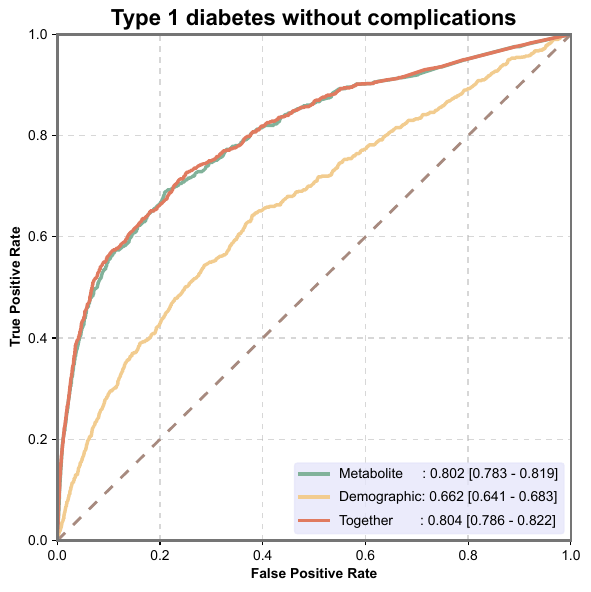 Type 1 diabetes without complications
1.0
0.8
0.6
0.4
0.2
0.0
True Positive Rate
Metabolite : 0.802 [0.783 - 0.819]
Demographic: 0.662 [0.641 - 0.683]
Together : 0.804 [0.786 - 0.822]
0.0 0.2 0.4 0.6 0.8 1.0
False Positive Rate